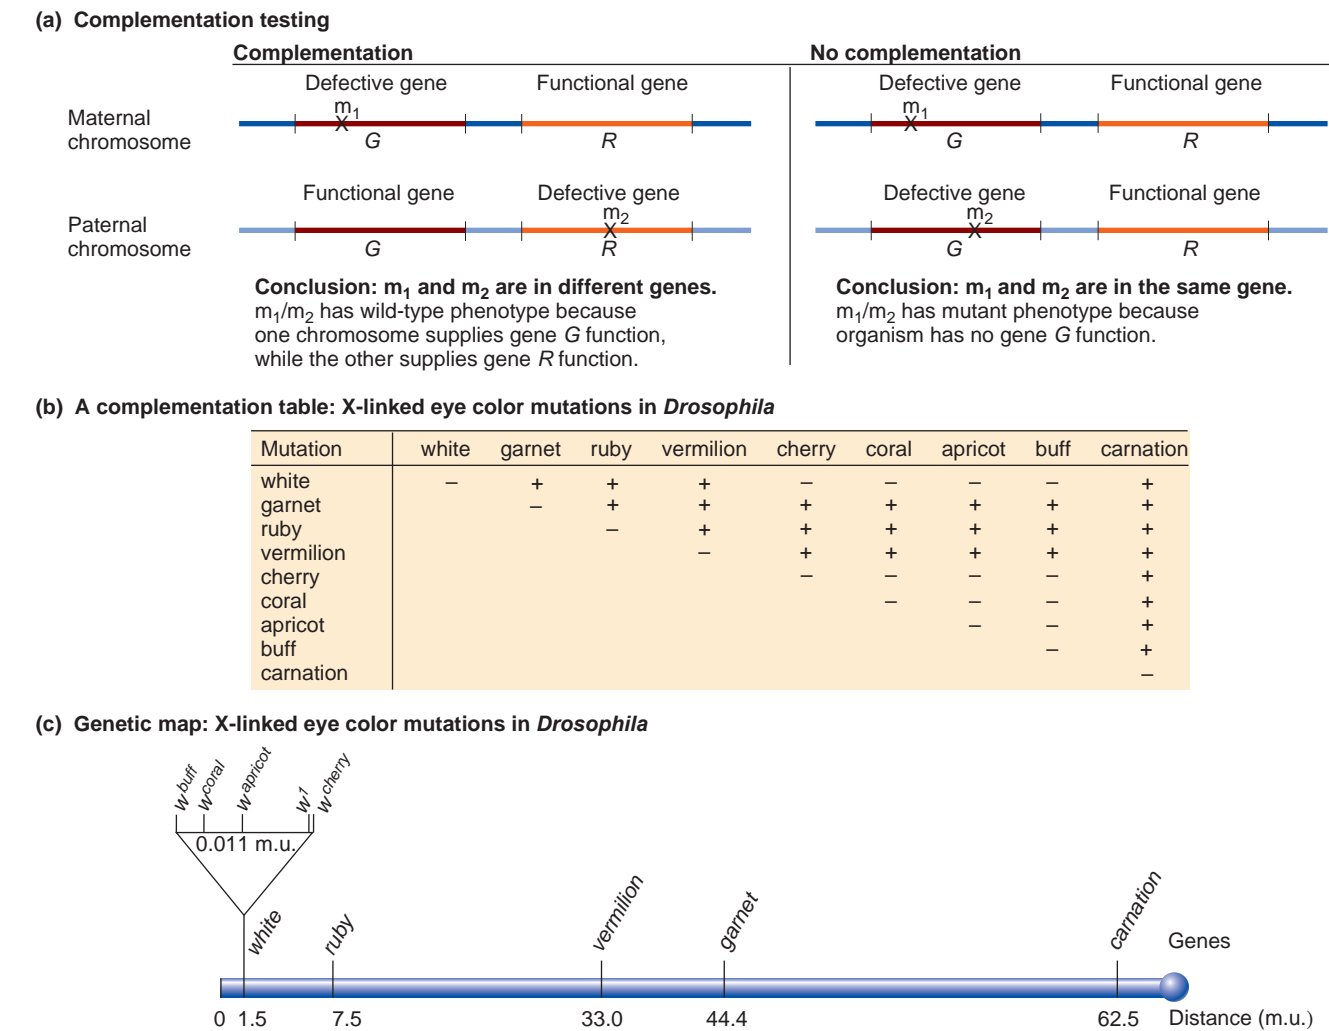 (a) Complementation testing
Complementation
No complementation
Defective gene Functional gene
Defective gene Functional gene
Maternal
chromosome
m1
X
G R
m1
X
G R
Functional gene Defective gene
Defective gene Functional gene
Paternal
chromosome
m2
X
G R
m2
X
G R
Conclusion: m1 and m2 are in different genes.
m1/m2 has wild-type phenotype because
one chromosome supplies gene G function,
while the other supplies gene R function.
Conclusion: m1 and m2 are in the same gene.
m1/m2 has mutant phenotype because
organism has no gene G function.
(b) A complementation table: X-linked eye color mutations in Drosophila
Mutation white garnet ruby vermilion cherry coral apricot buff carnation
white – + + + – – – – +
garnet – + + + + + + +
ruby – + + + + + +
vermilion – + + + + +
cherry – – – – +
coral – – – +
apricot – – +
buff – +
carnation –
(c) Genetic map: X-linked eye color mutations in Drosophila
wbuff wcoral wapricot w1 wcherry
0.011 m.u.
white ruby vermilion garnet carnation Genes
0 1.5 7.5 33.0 44.4 62.5 Distance (m.u.)